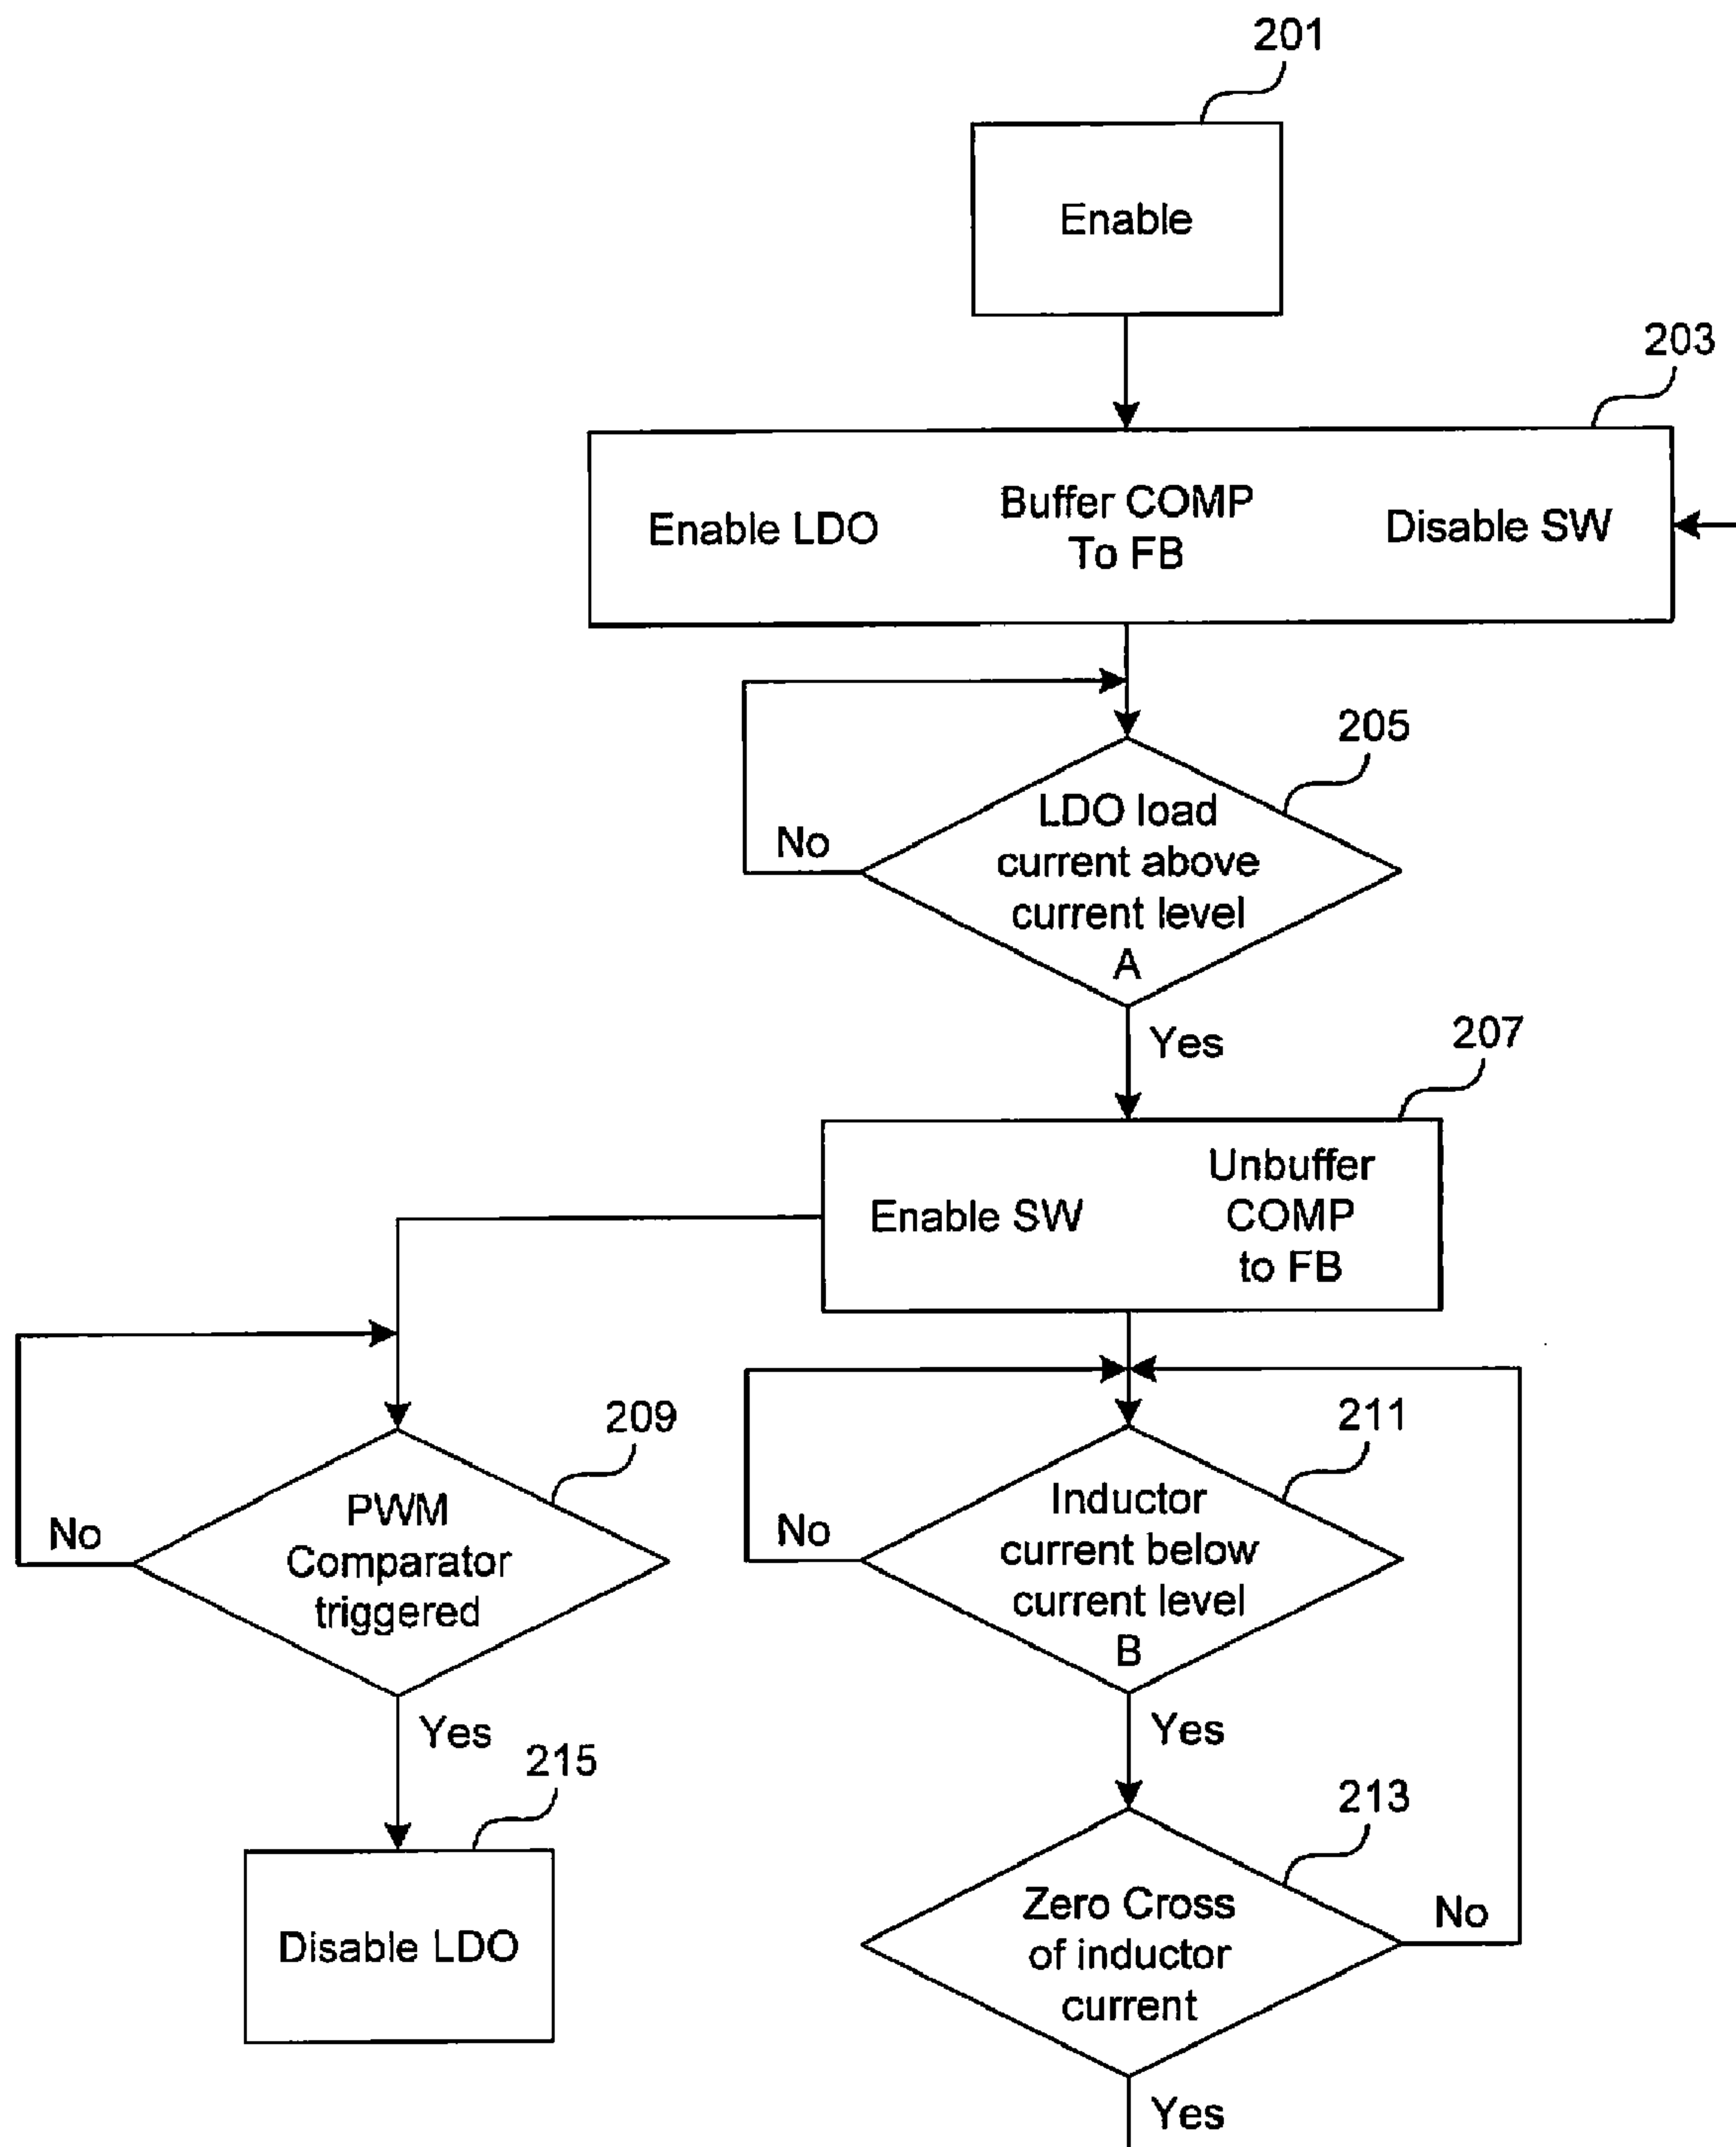 201
Enable
203
Enable LDO
Buffer COMP
To FB
Disable SW
205
LDO load
current above
current level
A
No
Yes
207
Enable SW
Unbuffer
COMP
to FB
209
PWM
Comparator
triggered
No
Yes
211
Inductor
current below
current level
B
No
Yes
215
Disable LDO
213
Zero Cross
of inductor
current
No
Yes